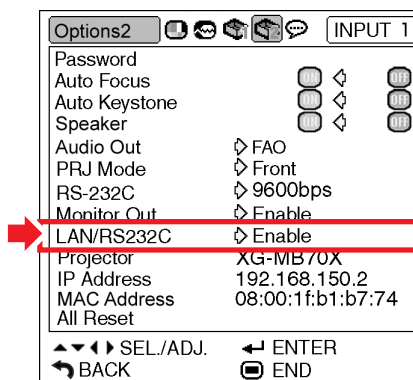 Options2 INPUT 1
Password
Auto Focus ON OFF
Auto Keystone ON OFF
Speaker ON OFF
Audio Out FAO
PRJ Mode Front
RS-232C 9600bps
Monitor Out Enable
LAN/RS232C Enable
Projector XG-MB70X
IP Address 192.168.150.2
MAC Address 08:00:1f:b1:b7:74
All Reset
SEL./ADJ. ENTER
BACK END